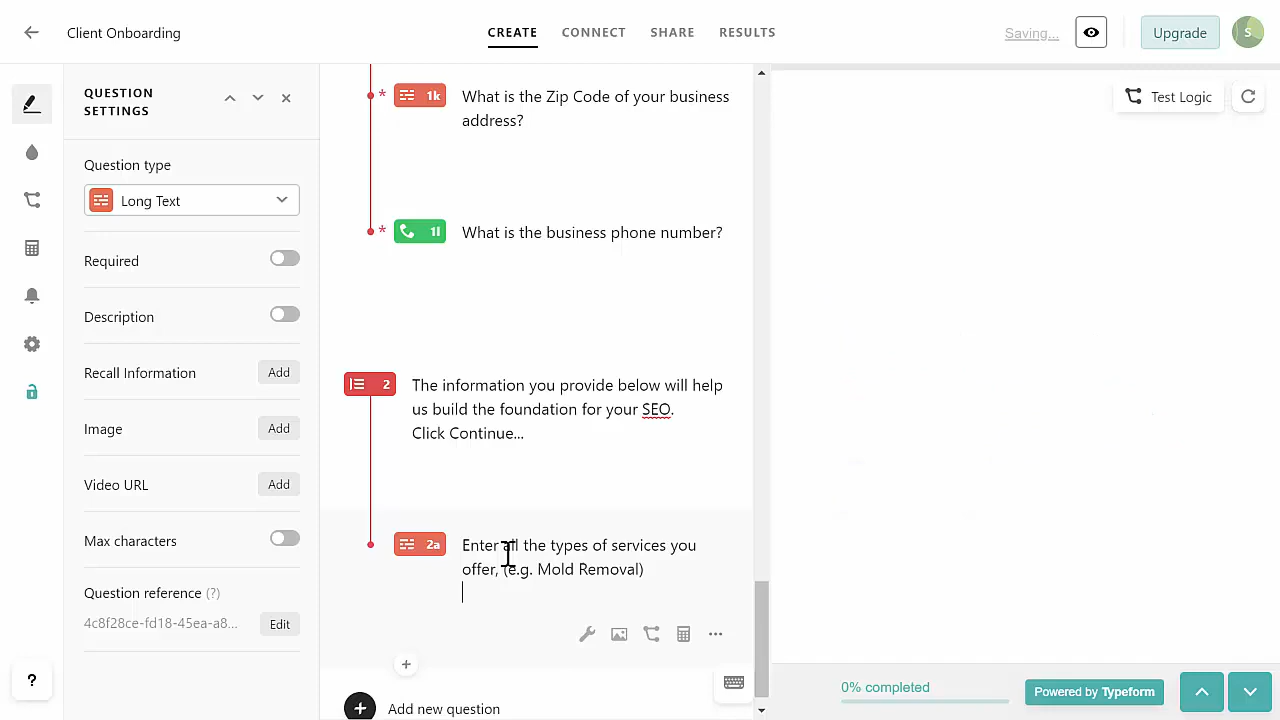 Client Onboarding
CREATE
CONNECT
SHARE
RESULTS
Saving...
Upgrade
S
QUESTION
SETTINGS
Question type
Long Text
Required
Description
Recall Information
Add
Image
Add
Video URL
Add
Max characters
Question reference (?)
4c8f28ce-fd18-45ea-a8...
Edit
?
* 1k
What is the Zip Code of your business
address?
* 1l
What is the business phone number?
2
The information you provide below will help
us build the foundation for your SEO.
Click Continue...
2a
Enter all the types of services you
offer, (e.g. Mold Removal)
Add new question
Test Logic
0% completed
Powered by Typeform